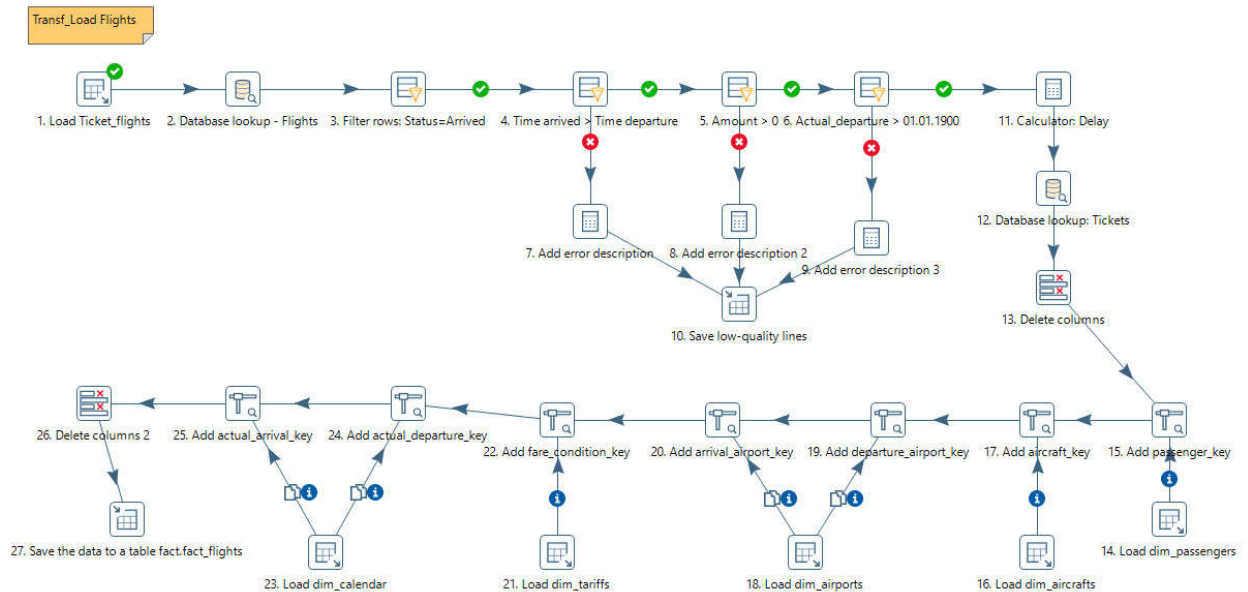 Transf_Load Flights
1. Load Ticket_flights
2. Database lookup - Flights
3. Filter rows: Status=Arrived
4. Time arrived > Time departure
5. Amount > 0
6. Actual_departure > 01.01.1900
11. Calculator: Delay
12. Database lookup: Tickets
7. Add error description
8. Add error description 2
9. Add error description 3
10. Save low-quality lines
13. Delete columns
26. Delete columns 2
25. Add actual_arrival_key
24. Add actual_departure_key
22. Add fare_condition_key
20. Add arrival_airport_key
19. Add departure_airport_key
17. Add aircraft_key
15. Add passenger_key
27. Save the data to a table fact.fact_flights
23. Load dim_calendar
21. Load dim_tariffs
18. Load dim_airports
16. Load dim_aircrafts
14. Load dim_passengers